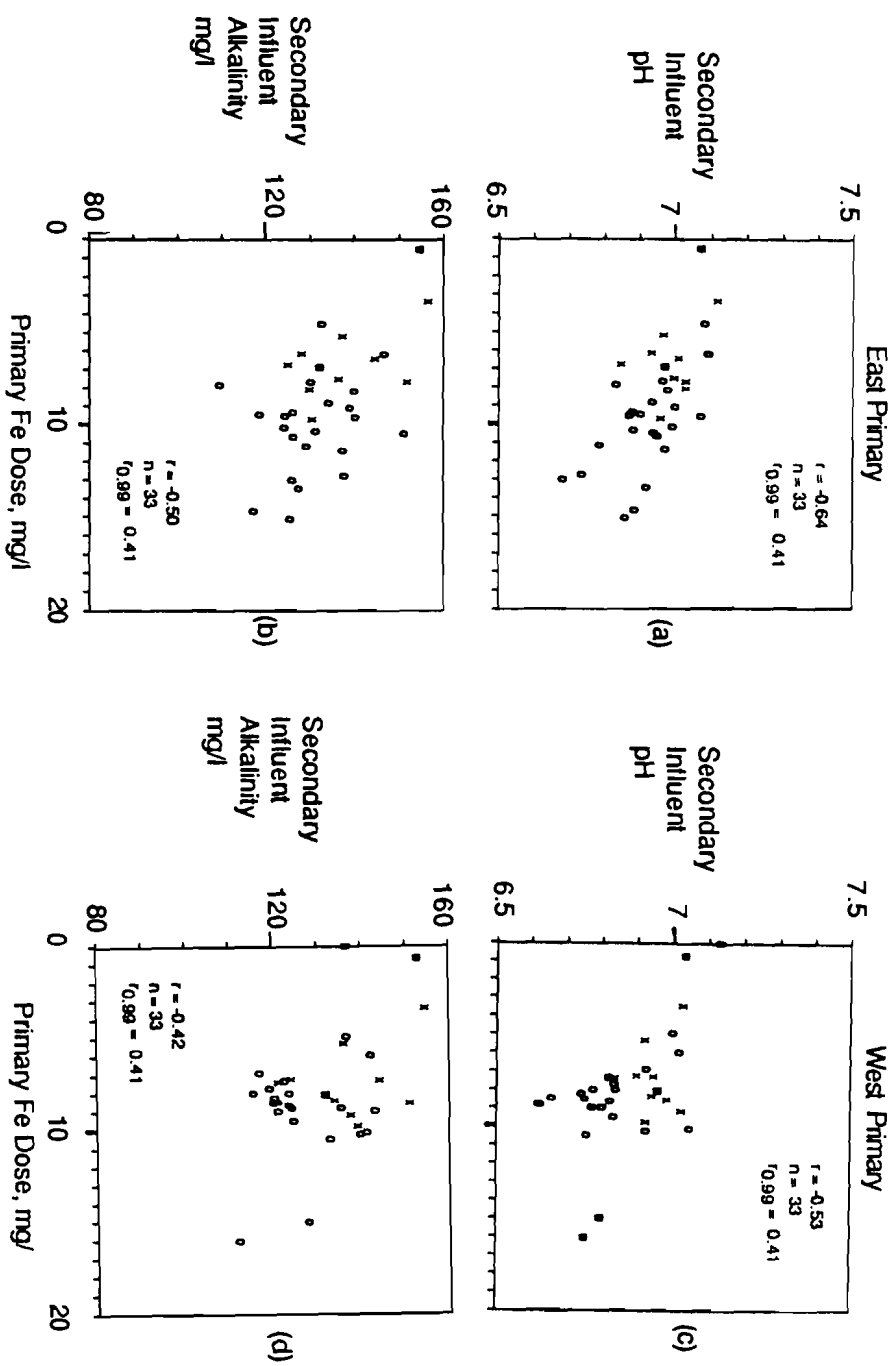 East Primary
Secondary
Influent
pH
7.5
7
6.5
r = -0.64
n = 33
r0.99 = 0.41
(a)
Secondary
Influent
Alkalinity
mg/l
160
120
80
r = -0.50
n = 33
r0.99 = 0.41
(b)
0
10
20
Primary Fe Dose, mg/l
West Primary
Secondary
Influent
pH
7.5
7
6.5
r = -0.53
n = 33
r0.99 = 0.41
(c)
Secondary
Influent
Alkalinity
mg/l
160
120
80
r = -0.42
n = 33
r0.99 = 0.41
(d)
0
10
20
Primary Fe Dose, mg/